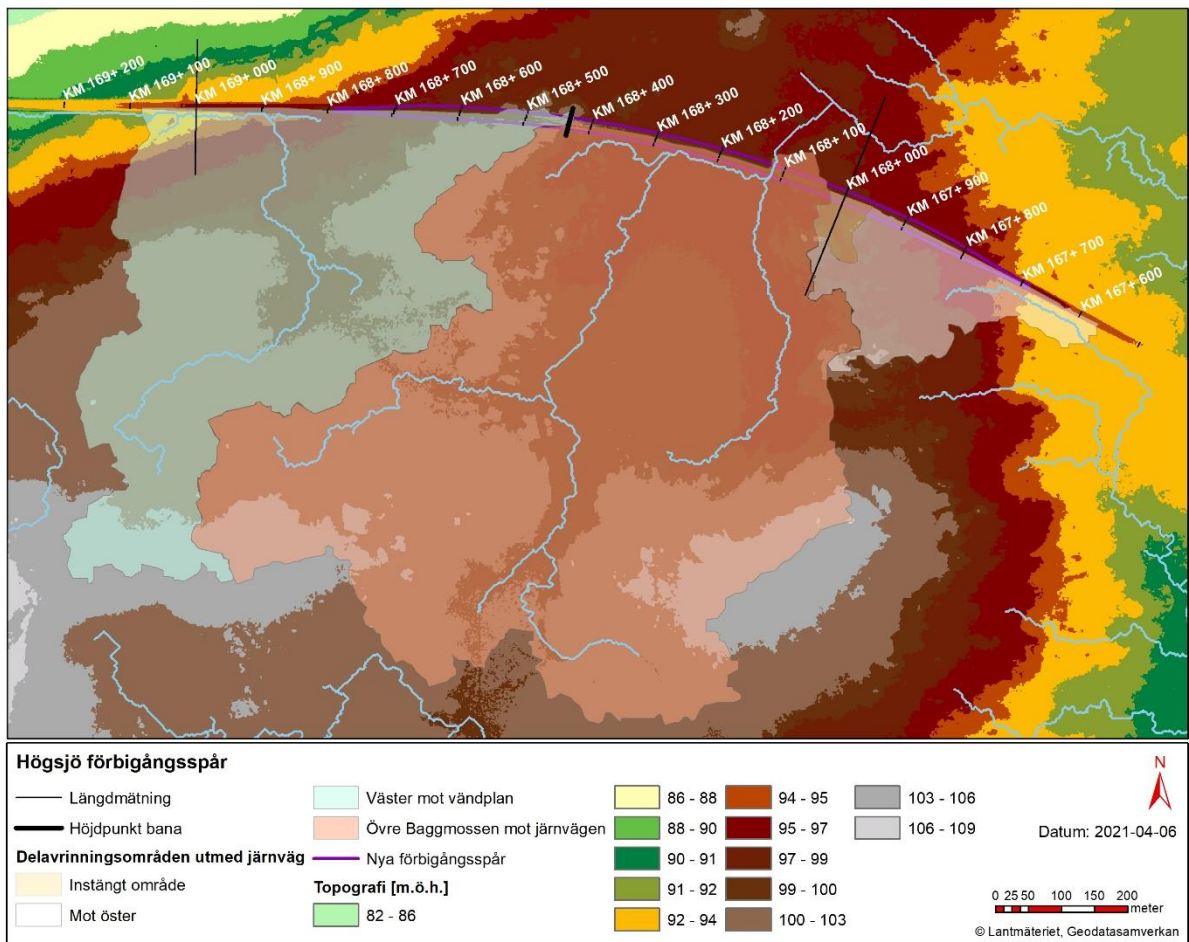 KM 169+ 200
KM 169+ 100
KM 169+ 000
KM 168+ 900
KM 168+ 800
KM 168+ 700
KM 168+ 600
KM 168+ 500
KM 168+ 400
KM 168+ 300
KM 168+ 200
KM 168+ 100
KM 168+ 000
KM 167+ 900
KM 167+ 800
KM 167+ 700
KM 167+ 600
Högsjö förbigångsspår
Längdmätning
Höjdpunkt bana
Delavrinningsområden utmed järnväg
Instängt område
Mot öster
Väster mot vändplan
Övre Baggmossen mot järnvägen
Nya förbigångsspår
Topografi [m.ö.h.]
82 - 86
86 - 88
88 - 90
90 - 91
91 - 92
92 - 94
94 - 95
95 - 97
97 - 99
99 - 100
100 - 103
103 - 106
106 - 109
N
Datum: 2021-04-06
0 25 50 100 150 200
meter
© Lantmäteriet, Geodatasamverkan